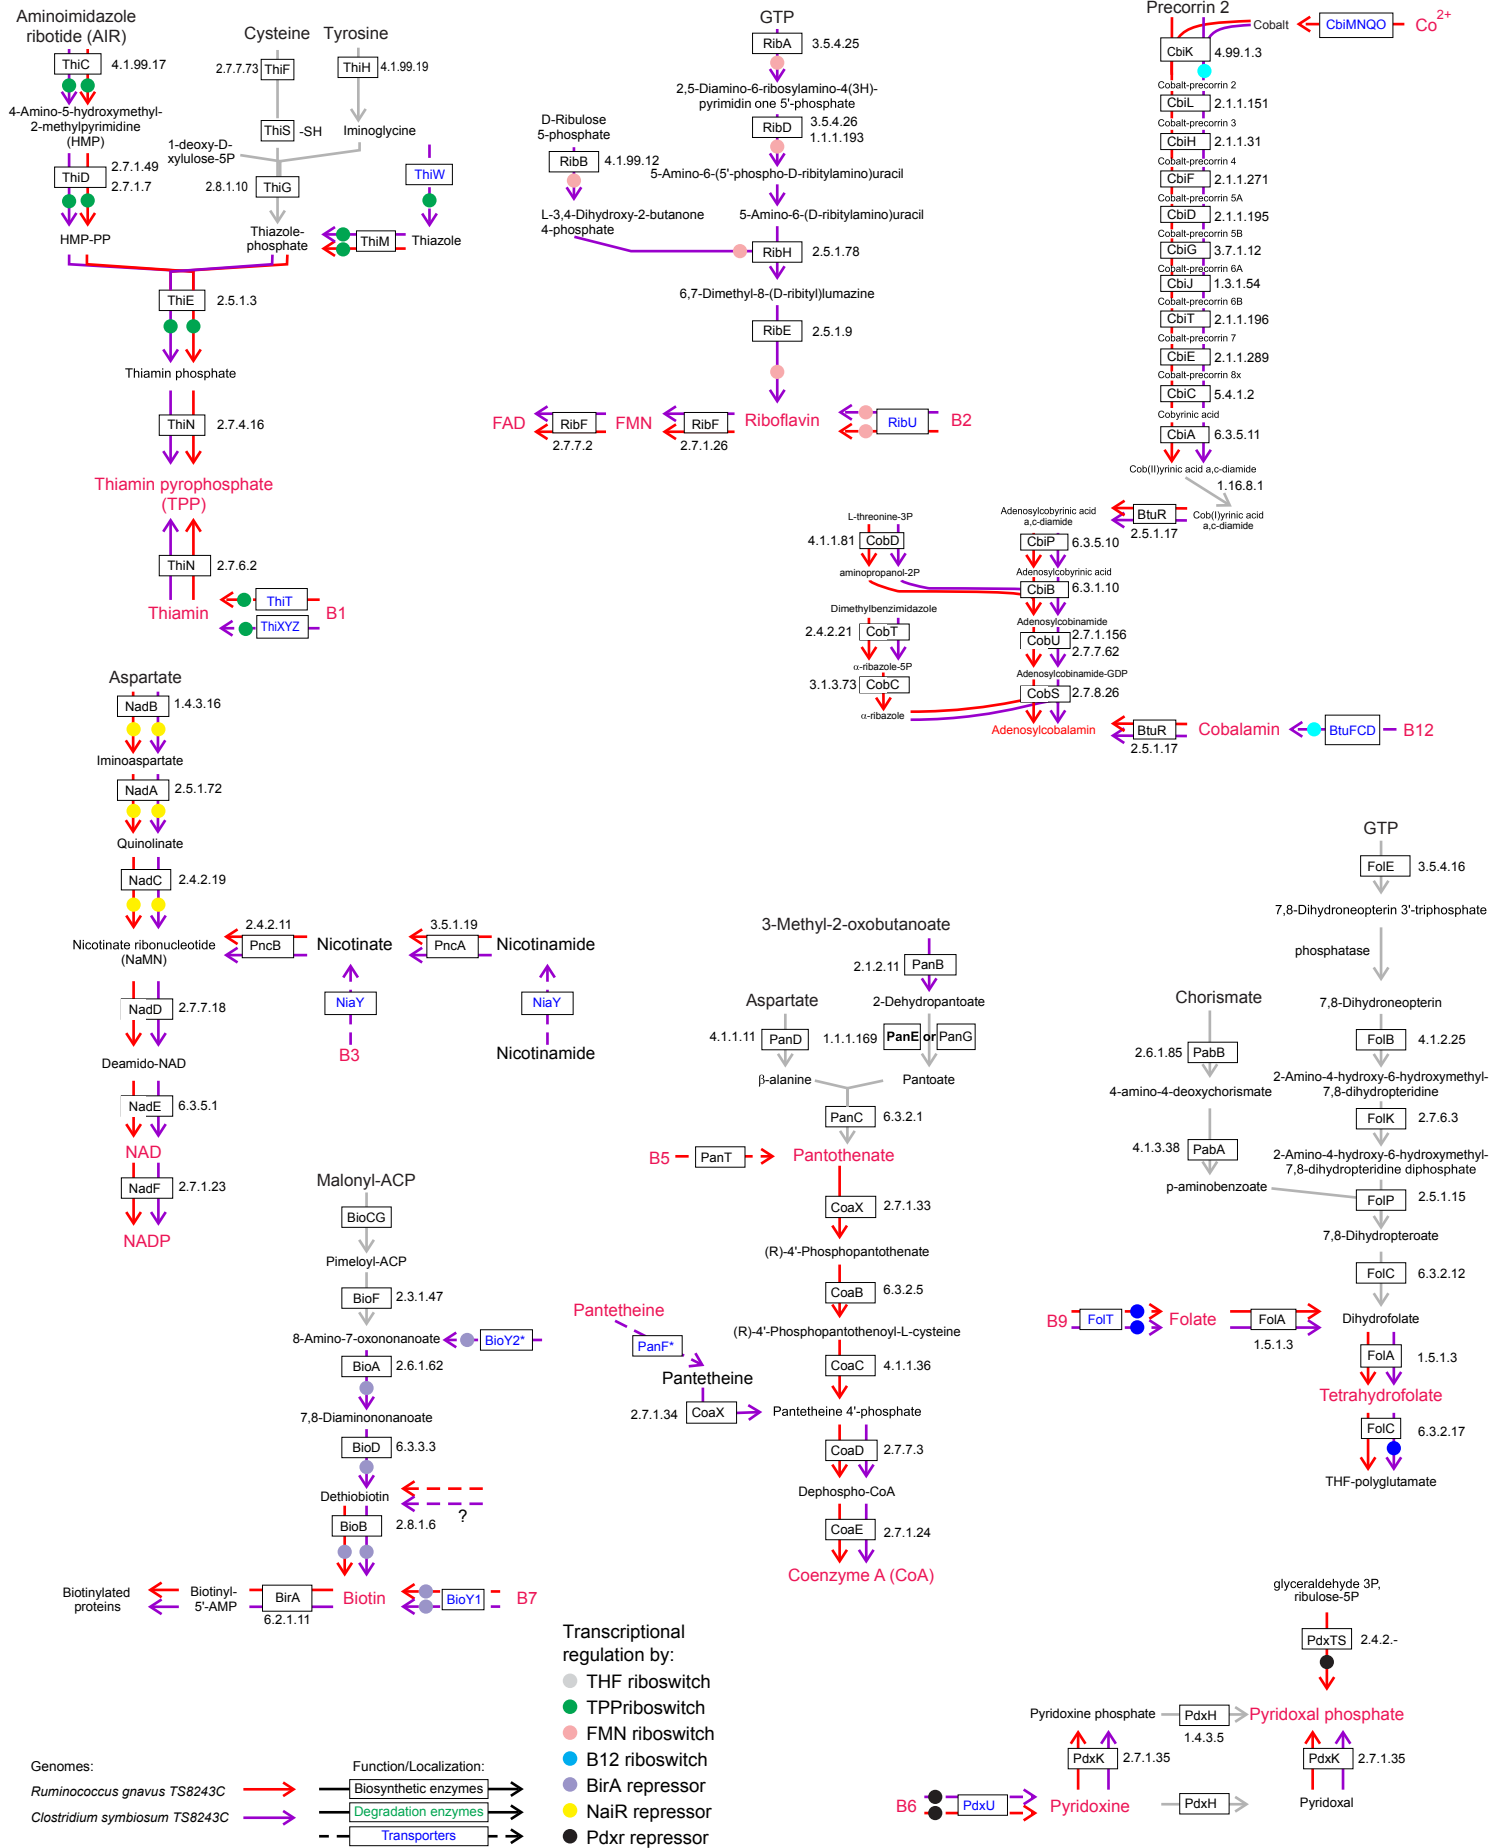 Aminoimidazole
ribotide (AIR)
ThiC
4.1.99.17
4-Amino-5-hydroxymethyl-
2-methylpyrimidine
(HMP)
ThiD
2.7.1.49
2.7.1.7
HMP-PP
Cysteine
2.7.7.73
ThiF
ThiS
-SH
1-deoxy-D-
xylulose-5P
2.8.1.10
ThiG
Thiazole-
phosphate
Tyrosine
ThiH
4.1.99.19
Iminoglycine
ThiW
ThiM
Thiazole
ThiE
2.5.1.3
Thiamin phosphate
ThiN
2.7.4.16
Thiamin pyrophosphate
(TPP)
ThiN
2.7.6.2
Thiamin
ThiT
ThiXYZ
B1
GTP
RibA
3.5.4.25
2,5-Diamino-6-ribosylamino-4(3H)-
pyrimidin one 5'-phosphate
RibD
3.5.4.26
1.1.1.193
D-Ribulose
5-phosphate
RibB
4.1.99.12
5-Amino-6-(5'-phospho-D-ribitylamino)uracil
L-3,4-Dihydroxy-2-butanone
4-phosphate
5-Amino-6-(D-ribitylamino)uracil
RibH
2.5.1.78
6,7-Dimethyl-8-(D-ribityl)lumazine
RibE
2.5.1.9
FAD
RibF
2.7.7.2
FMN
RibF
2.7.1.26
Riboflavin
RibU
B2
Precorrin 2
Cobalt
CbiMNQO
Co2+
CbiK
4.99.1.3
Cobalt-precorrin 2
CbiL
2.1.1.151
Cobalt-precorrin 3
CbiH
2.1.1.31
Cobalt-precorrin 4
CbiF
2.1.1.271
Cobalt-precorrin 5A
CbiD
2.1.1.195
Cobalt-precorrin 5B
CbiG
3.7.1.12
Cobalt-precorrin 6A
CbiJ
1.3.1.54
Cobalt-precorrin 6B
CbiT
2.1.1.196
Cobalt-precorrin 7
CbiE
2.1.1.289
Cobalt-precorrin 8x
CbiC
5.4.1.2
Cobyrinic acid
CbiA
6.3.5.11
Cob(II)yrinic acid a,c-diamide
1.16.8.1
Cob(I)yrinic acid
a,c-diamide
BtuR
2.5.1.17
Adenosylcobyrinic acid
a,c-diamide
CbiP
6.3.5.10
Adenosylcobyrinic acid
CbiB
6.3.1.10
Adenosylcobinamide
CobU
2.7.1.156
2.7.7.62
Adenosylcobinamide-GDP
CobS
2.7.8.26
Adenosylcobalamin
L-threonine-3P
4.1.1.81
CobD
aminopropanol-2P
Dimethylbenzimidazole
2.4.2.21
CobT
α-ribazole-5P
3.1.3.73
CobC
α-ribazole
BtuR
2.5.1.17
Cobalamin
BtuFCD
B12
Aspartate
NadB
1.4.3.16
Iminoaspartate
NadA
2.5.1.72
Quinolinate
NadC
2.4.2.19
Nicotinate ribonucleotide
(NaMN)
2.4.2.11
PncB
Nicotinate
3.5.1.19
PncA
Nicotinamide
NiaY
NiaY
B3
Nicotinamide
NadD
2.7.7.18
Deamido-NAD
NadE
6.3.5.1
NAD
NadF
2.7.1.23
NADP
3-Methyl-2-oxobutanoate
2.1.2.11
PanB
2-Dehydropantoate
1.1.1.169
PanE or PanG
Pantoate
Aspartate
4.1.1.11
PanD
β-alanine
PanC
6.3.2.1
B5
PanT
Pantothenate
CoaX
2.7.1.33
(R)-4'-Phosphopantothenate
CoaB
6.3.2.5
(R)-4'-Phosphopantothenoyl-L-cysteine
CoaC
4.1.1.36
Pantetheine
PanF*
Pantetheine
2.7.1.34
CoaX
Pantetheine 4'-phosphate
CoaD
2.7.7.3
Dephospho-CoA
CoaE
2.7.1.24
Coenzyme A (CoA)
GTP
FolE
3.5.4.16
7,8-Dihydroneopterin 3'-triphosphate
phosphatase
7,8-Dihydroneopterin
FolB
4.1.2.25
2-Amino-4-hydroxy-6-hydroxymethyl-
7,8-dihydropteridine
FolK
2.7.6.3
2-Amino-4-hydroxy-6-hydroxymethyl-
7,8-dihydropteridine diphosphate
Chorismate
2.6.1.85
PabB
4-amino-4-deoxychorismate
4.1.3.38
PabA
p-aminobenzoate
FolP
2.5.1.15
7,8-Dihydropteroate
FolC
6.3.2.12
Dihydrofolate
B9
FolT
Folate
FolA
1.5.1.3
FolA
1.5.1.3
Tetrahydrofolate
FolC
6.3.2.17
THF-polyglutamate
Malonyl-ACP
BioCG
Pimeloyl-ACP
BioF
2.3.1.47
8-Amino-7-oxononanoate
BioY2*
BioA
2.6.1.62
7,8-Diaminononanoate
BioD
6.3.3.3
Dethiobiotin
?
BioB
2.8.1.6
Biotinylated
proteins
Biotinyl-
5'-AMP
BirA
6.2.1.11
Biotin
BioY1
B7
glyceraldehyde 3P,
ribulose-5P
PdxTS
2.4.2.-
Pyridoxine phosphate
PdxH
1.4.3.5
Pyridoxal phosphate
PdxK
2.7.1.35
PdxK
2.7.1.35
B6
PdxU
Pyridoxine
PdxH
Pyridoxal
Transcriptional
regulation by:
THF riboswitch
TPPriboswitch
FMN riboswitch
B12 riboswitch
BirA repressor
NaiR repressor
Pdxr repressor
Genomes:
Ruminococcus gnavus TS8243C
Clostridium symbiosum TS8243C
Function/Localization:
Biosynthetic enzymes
Degradation enzymes
Transporters